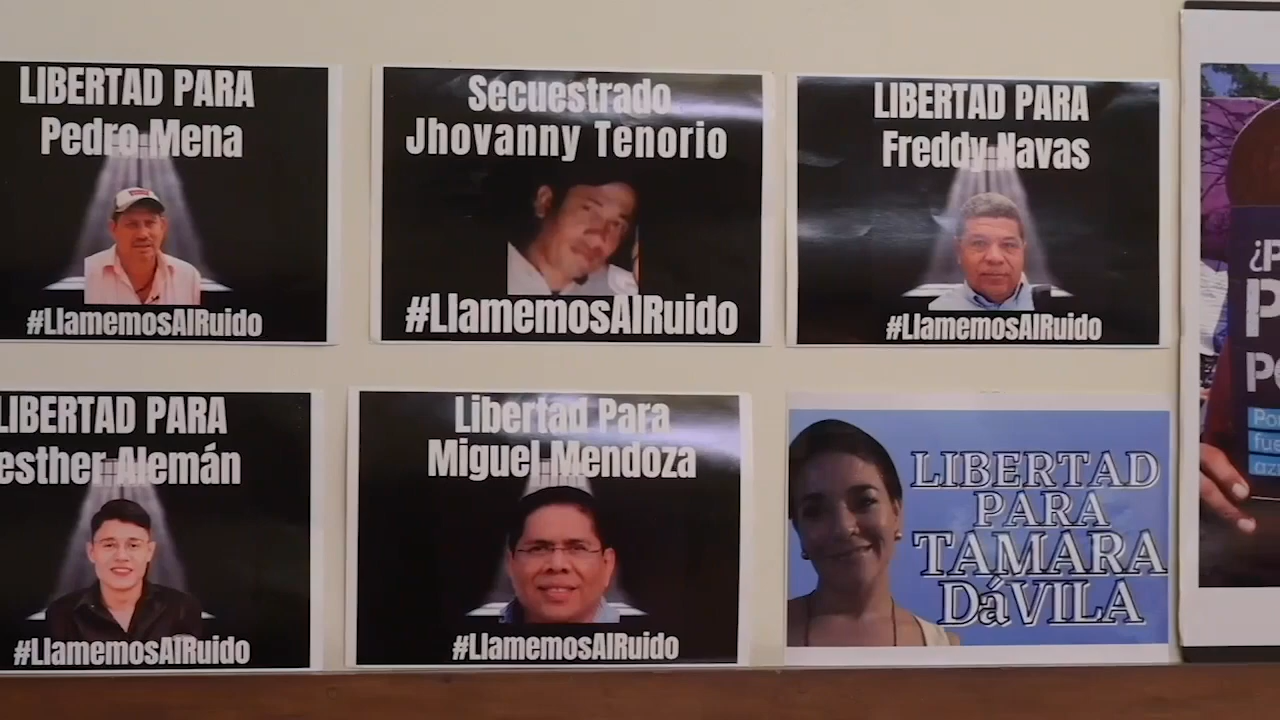 LIBERTAD PARA
Pedro Mena
#LlamemosAlRuido
Secuestrado
Jhovanny Tenorio
#LlamemosAlRuido
LIBERTAD PARA
Freddy Navas
#LlamemosAlRuido
LIBERTAD PARA
esther Alemán
#LlamemosAlRuido
Libertad Para
Miguel Mendoza
#LlamemosAlRuido
LIBERTAD
PARA
TAMARA
DáVILA